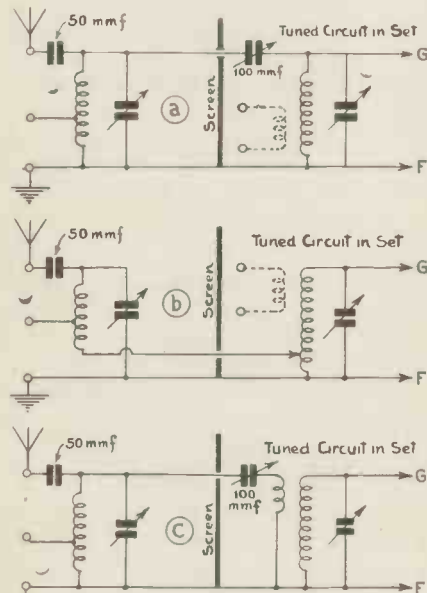 50 mmf
Tuned Circuit in Set
G
100 mmf
a
Screen
F
50 mmf
Tuned Circuit in Set
G
b
Screen
F
50 mmf
Tuned Circuit in Set
G
100 mmf
C
Screen
F